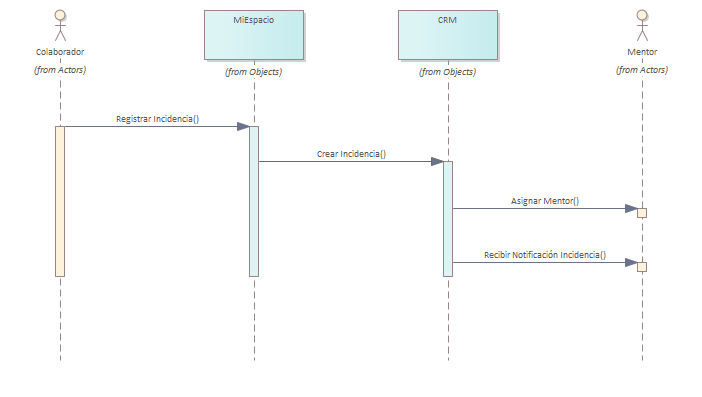 MiEspacio
CRM
Colaborador
Mentor
(from Actors)
(from Objects)
(from Objects)
(from Actors)
Registrar Incidencia()
Crear Incidencia()
Asignar Mentor()
Recibir Notificación Incidencia()